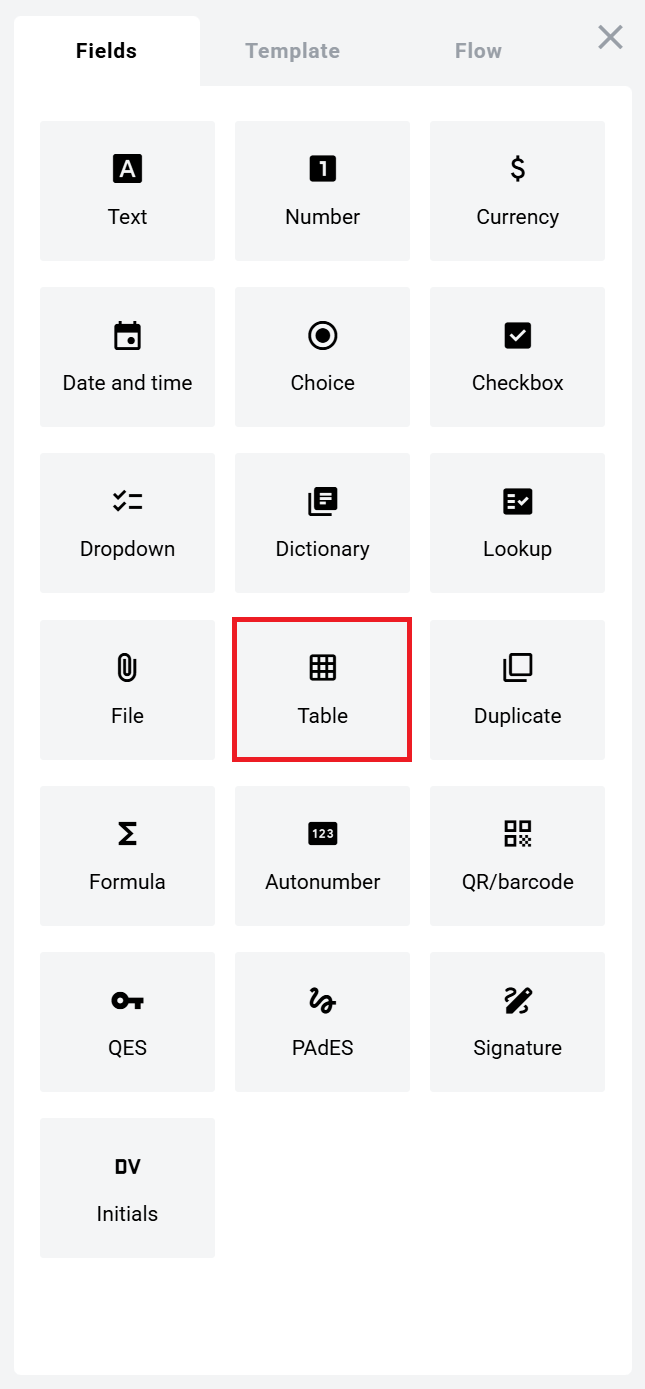 Fields Template Flow
A 1 $
Text Number Currency
Date and time Choice Checkbox
Dropdown Dictionary Lookup
File Table Duplicate
123
Formula Autonumber QR/barcode
QES PAdES Signature
DV
Initials